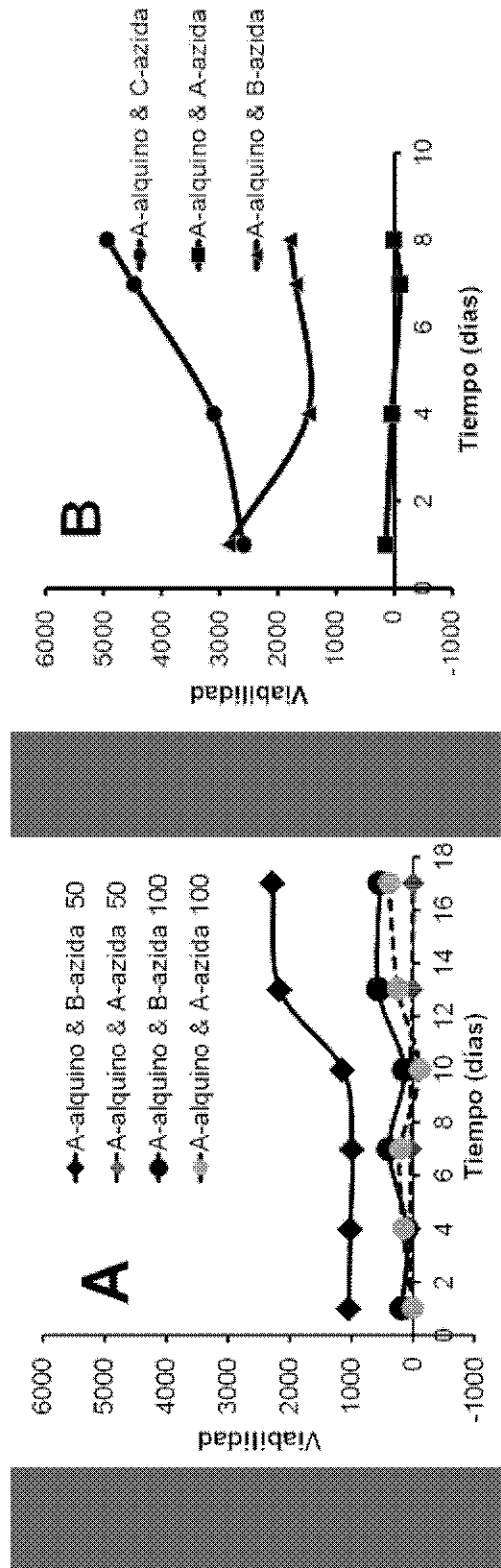 A
A-alquino & B-azida 50
A-alquino & A-azida 50
A-alquino & B-azida 100
A-alquino & A-azida 100
Viabilidad
6000
5000
4000
3000
2000
1000
0
-1000
0 2 4 6 8 10 12 14 16 18
Tiempo (días)
B
A-alquino & C-azida
A-alquino & A-azida
A-alquino & B-azida
Viabilidad
6000
5000
4000
3000
2000
1000
0
-1000
0 2 4 6 8 10
Tiempo (días)